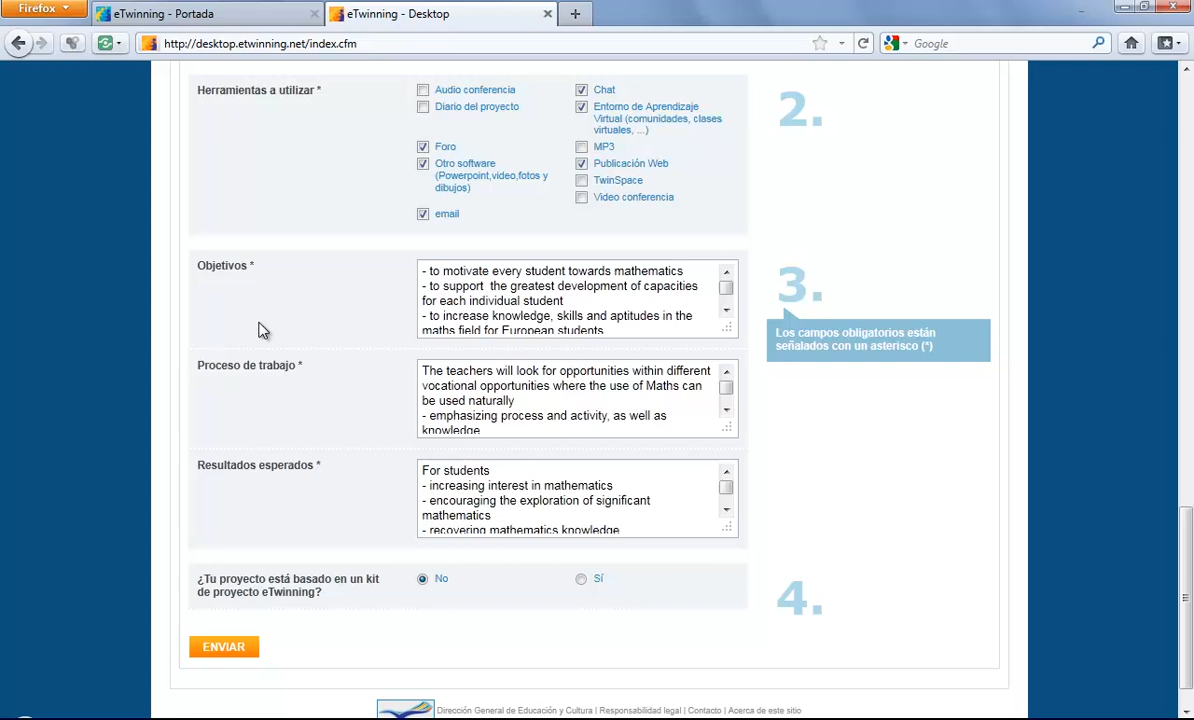 Firefox
eTwinning - Portada
eTwinning - Desktop
http://desktop.etwinning.net/index.cfm
Google
Herramientas a utilizar *
Audio conferencia
Chat
Diario del proyecto
Entorno de Aprendizaje
Virtual (comunidades, clases
virtuales, ...)
Foro
MP3
Otro software
(Powerpoint,video,fotos y
dibujos)
Publicación Web
TwinSpace
Video conferencia
email
2.
Objetivos *
- to motivate every student towards mathematics
- to support the greatest development of capacities
for each individual student
- to increase knowledge, skills and aptitudes in the
maths field for European students
3.
Los campos obligatorios están
señalados con un asterisco (*)
Proceso de trabajo *
The teachers will look for opportunities within different
vocational opportunities where the use of Maths can
be used naturally
- emphasizing process and activity, as well as
knowledge
Resultados esperados *
For students
- increasing interest in mathematics
- encouraging the exploration of significant
mathematics
- recovering mathematics knowledge
¿Tu proyecto está basado en un kit
de proyecto eTwinning?
No
Sí
4.
ENVIAR
Dirección General de Educación y Cultura | Responsabilidad legal | Contacto | Acerca de este sitio